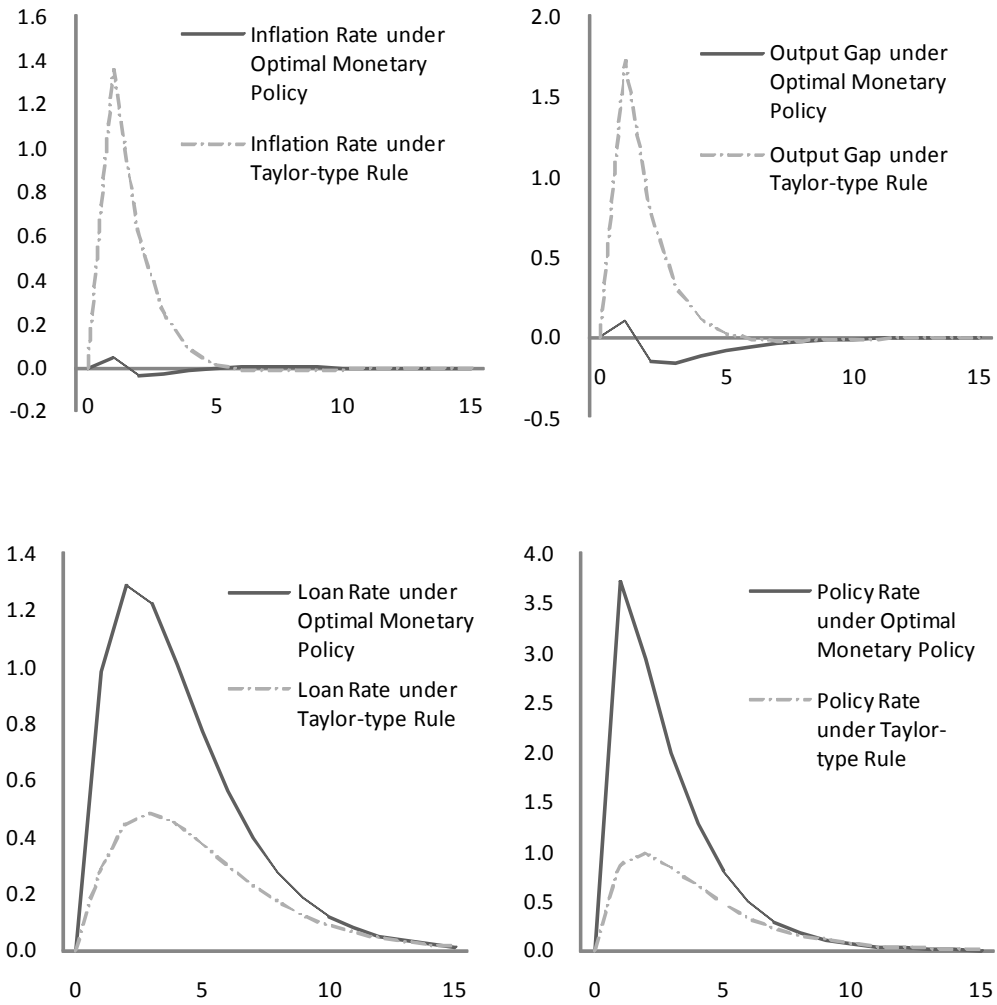 1.6
1.4
1.2
1.0
0.8
0.6
0.4
0.2
0.0
-0.2
0
5
10
15
Inflation Rate under
Optimal Monetary
Policy
Inflation Rate under
Taylor-type Rule
2.0
1.5
1.0
0.5
0.0
-0.5
0
5
10
15
Output Gap under
Optimal Monetary
Policy
Output Gap under
Taylor-type Rule
1.4
1.2
1.0
0.8
0.6
0.4
0.2
0.0
0
5
10
15
Loan Rate under
Optimal Monetary
Policy
Loan Rate under
Taylor-type Rule
4.0
3.5
3.0
2.5
2.0
1.5
1.0
0.5
0.0
0
5
10
15
Policy Rate
under Optimal
Monetary Policy
Policy Rate
under Taylor-
type Rule